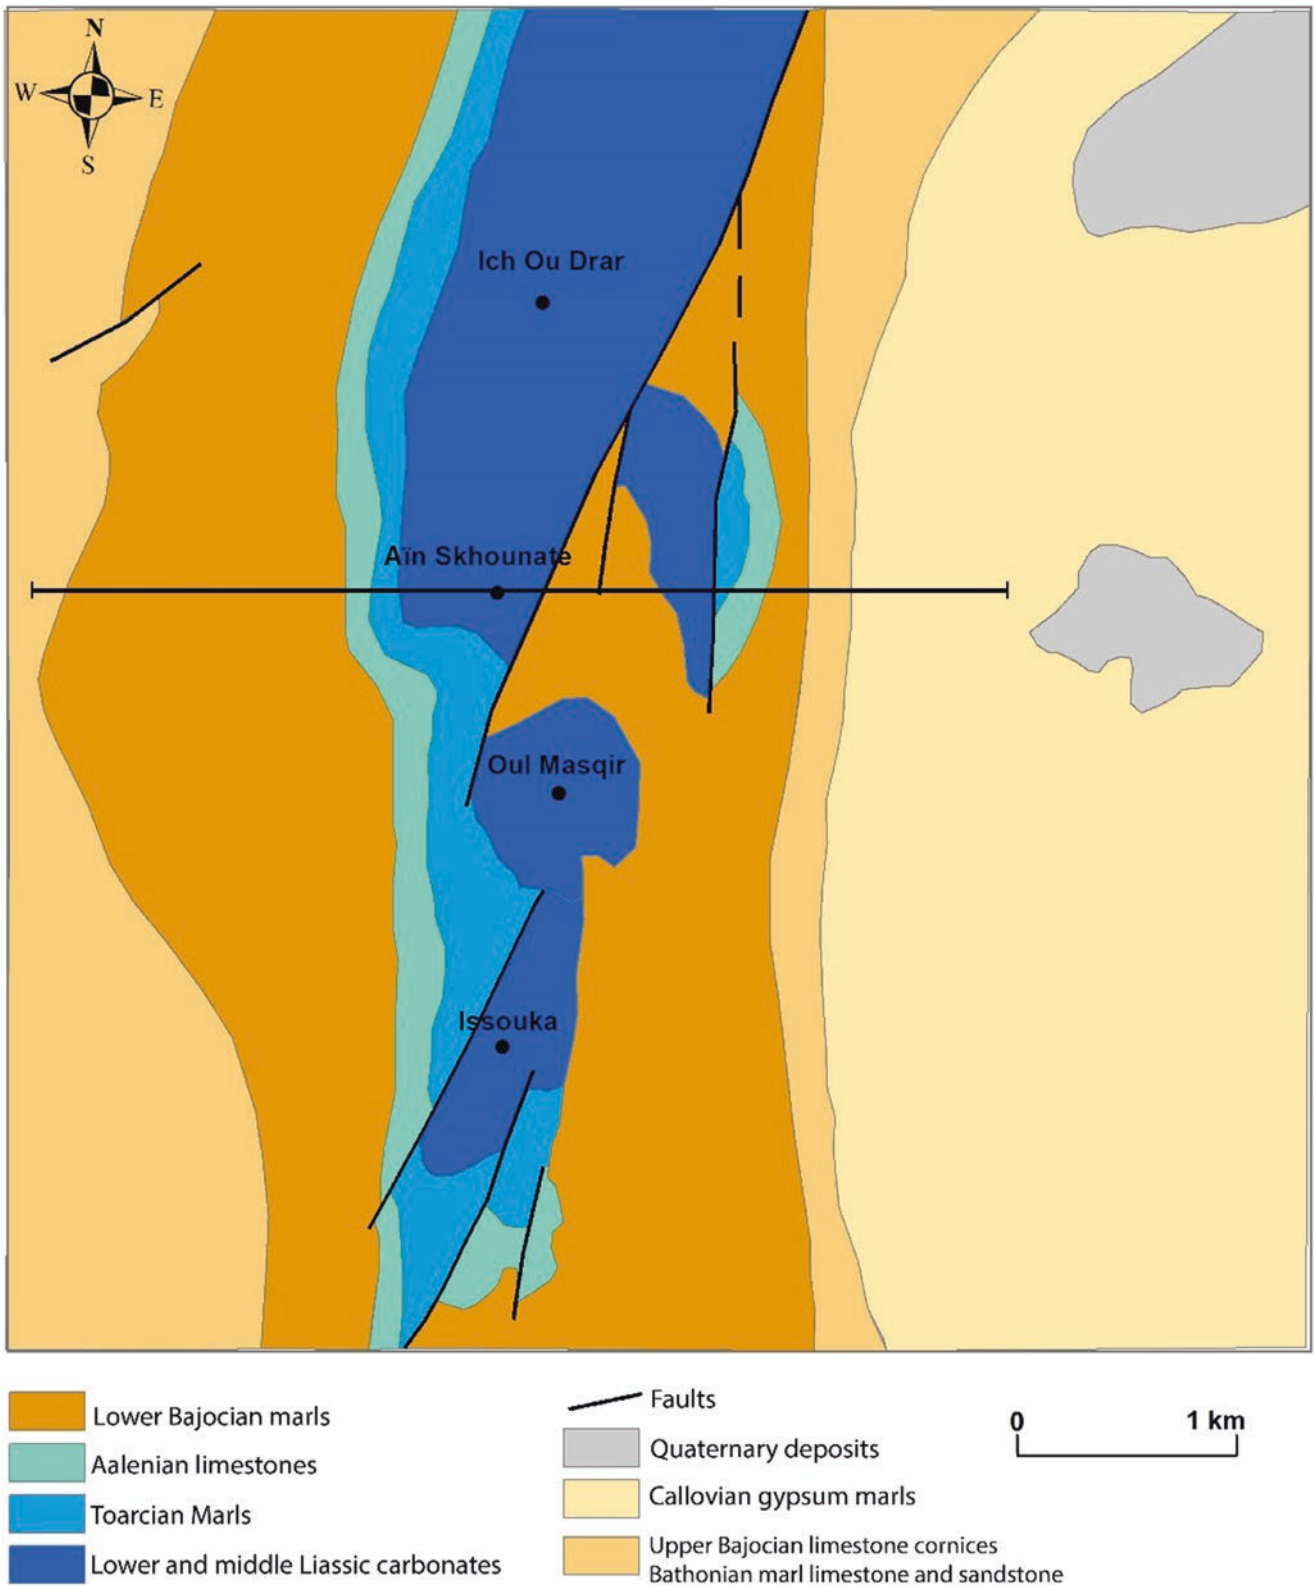 N
W E
S
Ich Ou Drar
Aïn Skhounate
Oul Masqir
Issouka
Lower Bajocian marls
Aalenian limestones
Toarcian Marls
Lower and middle Liassic carbonates
Faults
Quaternary deposits
Callovian gypsum marls
Upper Bajocian limestone cornices
Bathonian marl limestone and sandstone
0 1 km